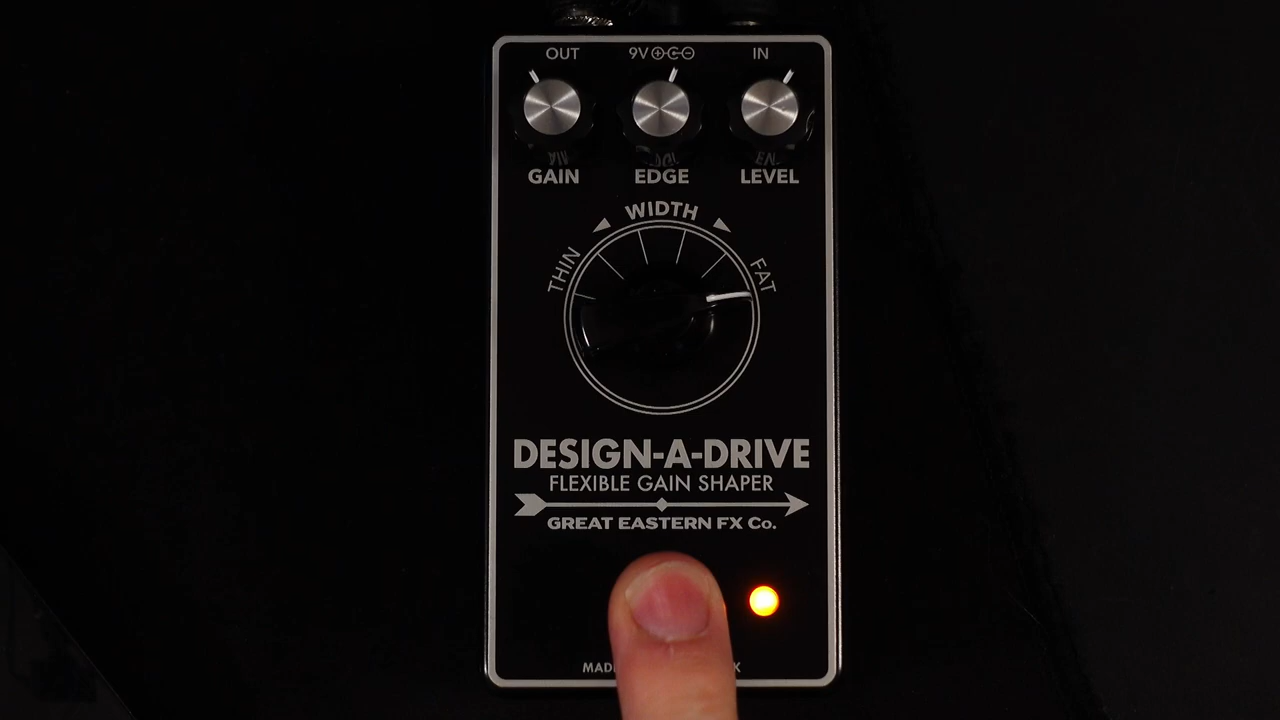 OUT 9V IN
GAIN EDGE LEVEL
WIDTH
THIN FAT
DESIGN-A-DRIVE
FLEXIBLE GAIN SHAPER
GREAT EASTERN FX Co.